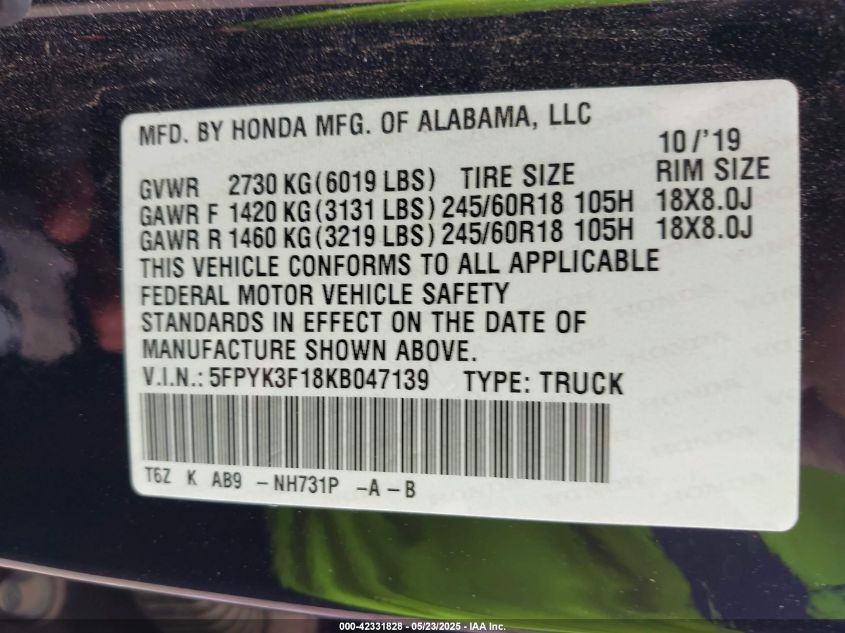 MFD. BY HONDA MFG. OF ALABAMA, LLC 10/'19
GVWR 2730 KG(6019 LBS) TIRE SIZE RIM SIZE
GAWR F 1420 KG(3131 LBS) 245/60R18 105H 18X8.0J
GAWR R 1460 KG(3219 LBS) 245/60R18 105H 18X8.0J
THIS VEHICLE CONFORMS TO ALL APPLICABLE
FEDERAL MOTOR VEHICLE SAFETY
STANDARDS IN EFFECT ON THE DATE OF
MANUFACTURE SHOWN ABOVE.
V.I.N.: 5FPYK3F18KB047139 TYPE: TRUCK
T6Z K AB9 -NH731P -A -B
000-42331828 - 05/23/2025 - IAA Inc.